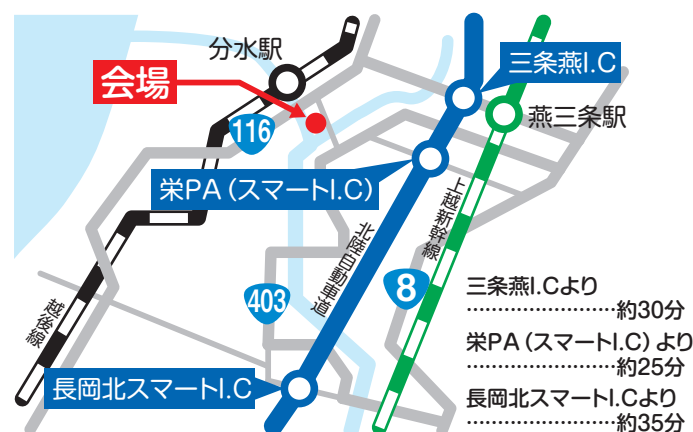 分水駅
会場
116
三条燕I.C
燕三条駅
栄PA(スマートI.C)
上越新幹線
北陸自動車道
越後線
403
8
長岡北スマートI.C
三条燕I.Cより
……………………約30分
栄PA(スマートI.C)より
……………………約25分
長岡北スマートI.Cより
……………………約35分